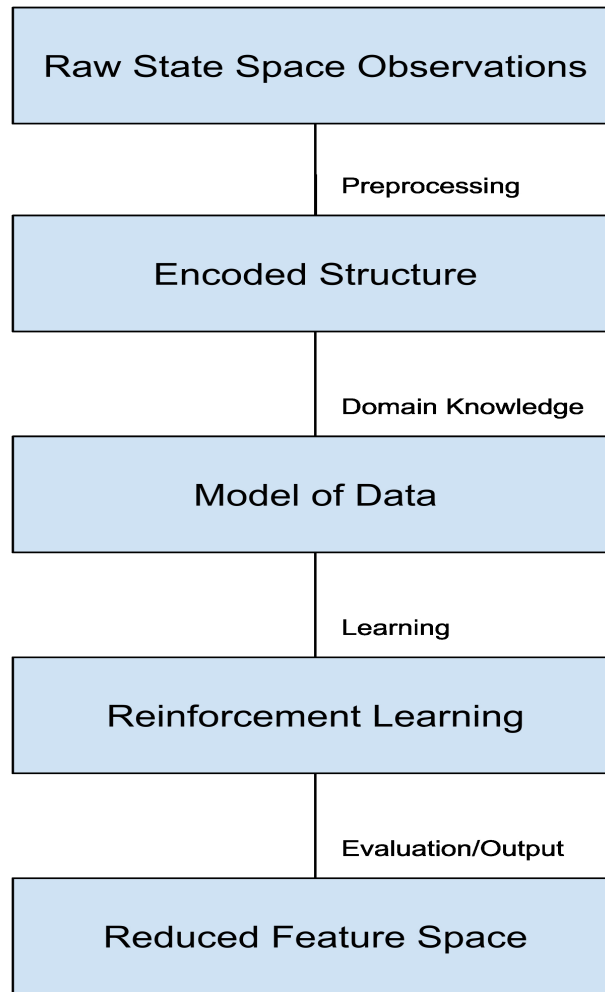 Raw State Space Observations
Preprocessing
Encoded Structure
Domain Knowledge
Model of Data
Learning
Reinforcement Learning
Evaluation/Output
Reduced Feature Space